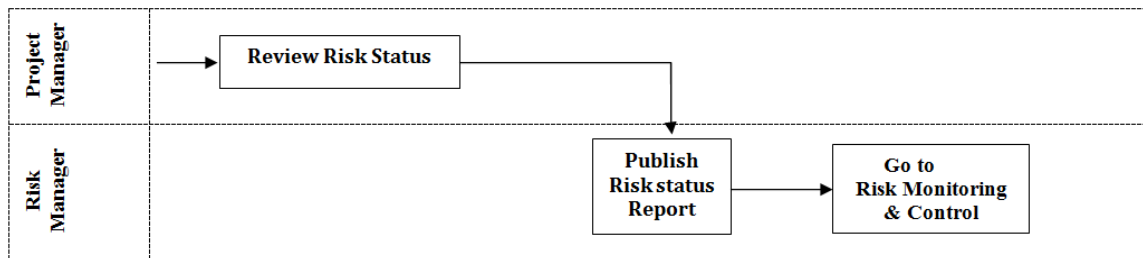 Project
Manager
Review Risk Status
Risk
Manager
Publish
Risk status
Report
Go to
Risk Monitoring
& Control